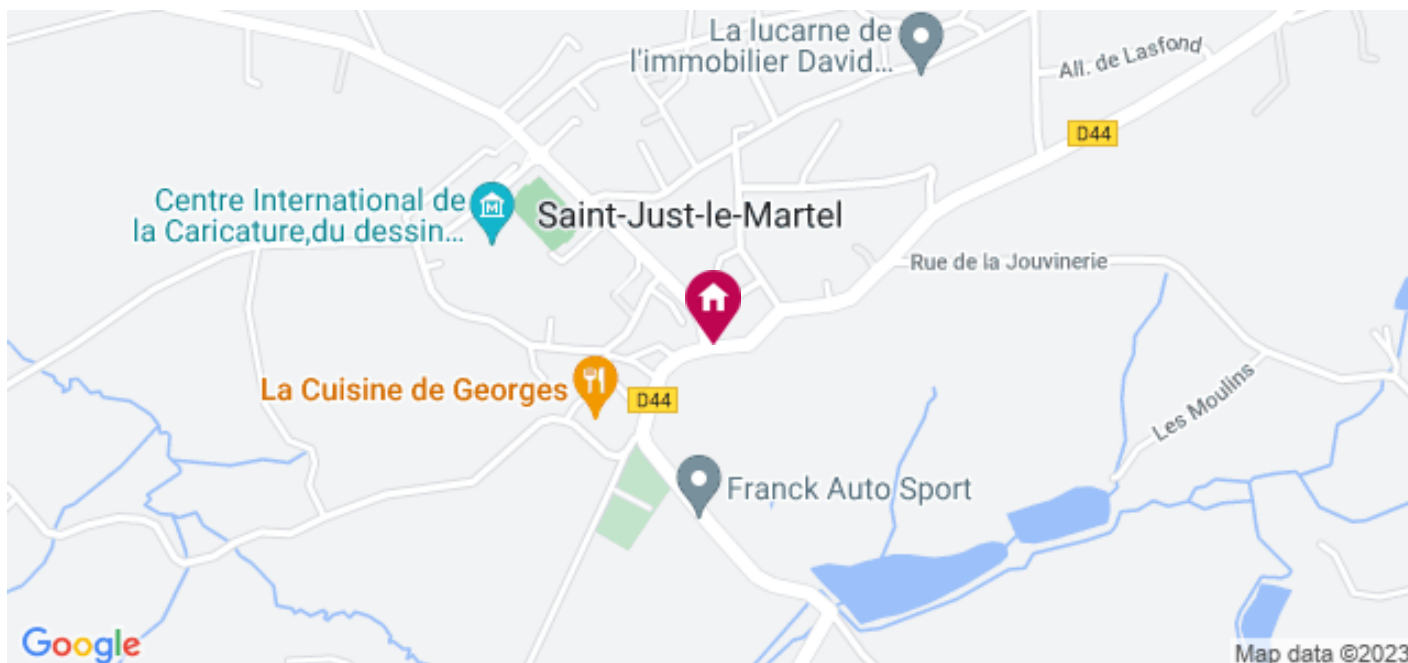 La lucarne de
l'immobilier David...
All. de Lasfond
D44
Centre International de
la Caricature,du dessin...
Saint-Just-le-Martel
Rue de la Jouvinerie
La Cuisine de Georges
D44
Les Moulins
Franck Auto Sport
Google
Map data ©2023